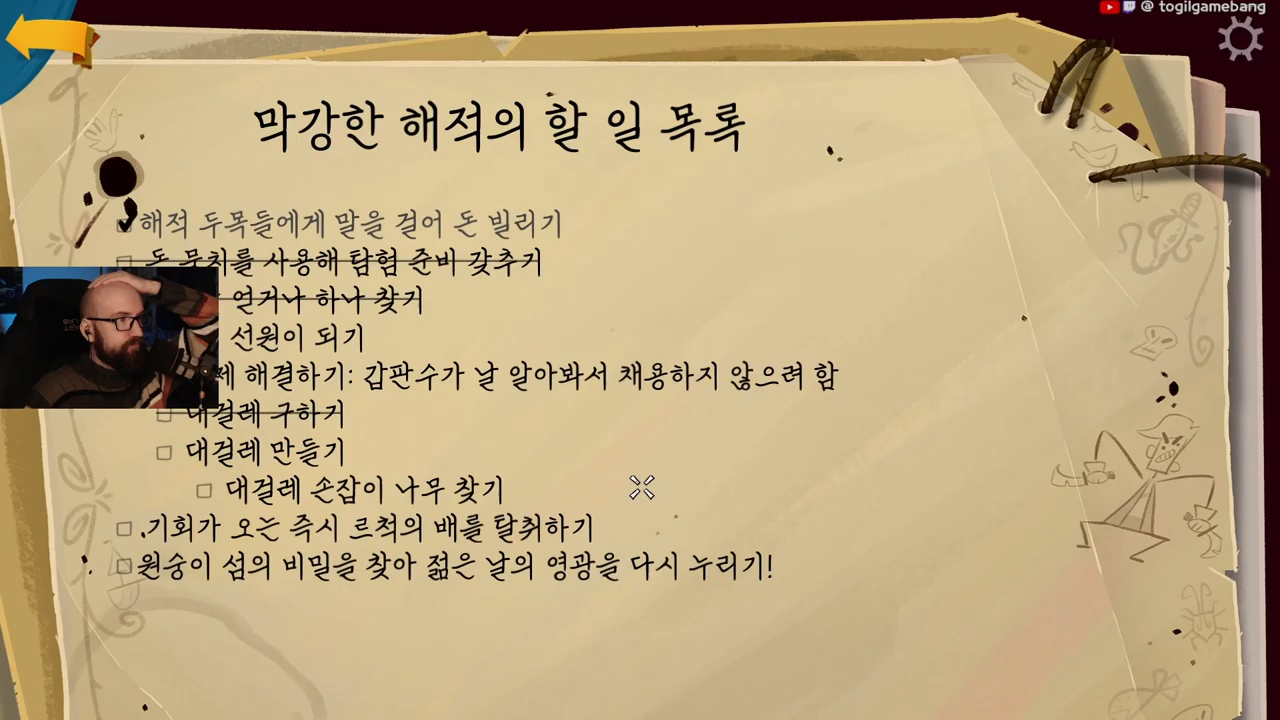 @ togilgamebang
막강한 해적의 할 일 목록
해적 두목들에게 말을 걸어 돈 빌리기
돈 뭉치를 사용해 탐험 준비 갖추기
얻거나 하나 찾기
선원이 되기
해결하기: 갑판수가 날 알아봐서 채용하지 않으려 함
대걸레 구하기
대걸레 만들기
대걸레 손잡이 나무 찾기
기회가 오는 즉시 르척의 배를 탈취하기
원숭이 섬의 비밀을 찾아 젊은 날의 영광을 다시 누리기!